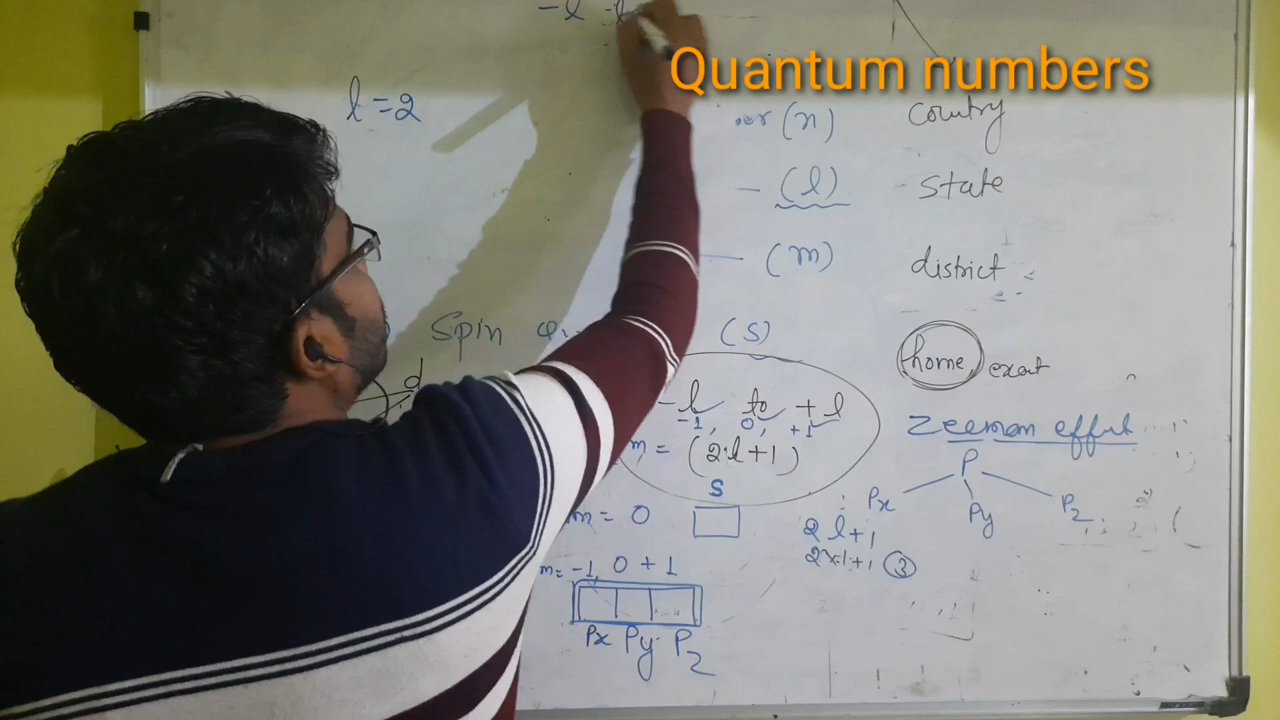 Quantum numbers
l = 2
(n) country
— (l) state
— (m) district
Spin (S)
home exact
d
-l to +l
-1, 0, +1
m = (2l+1)
Zeeman effut
P
Px Py Pz
S
m = 0
2l+1
2×1+1 3
m = -1, 0 + 1
Px Py Pz